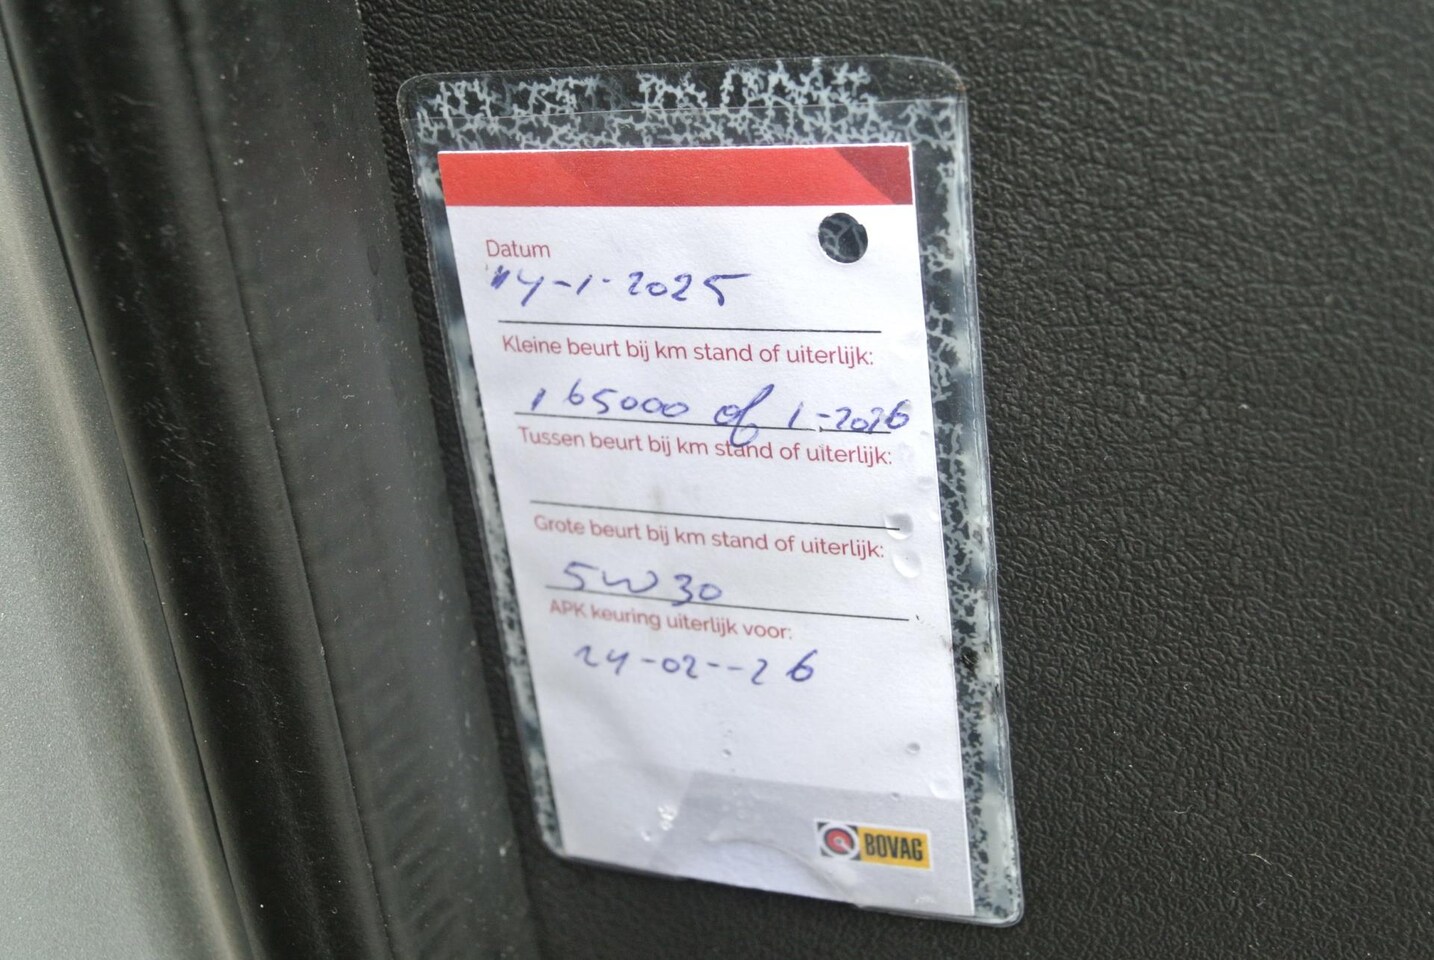 Datum
14-1-2025
Kleine beurt bij km stand of uiterlijk:
165000 of 1-2026
Tussen beurt bij km stand of uiterlijk:
Grote beurt bij km stand of uiterlijk:
5W30
APK keuring uiterlijk voor:
24-02--26
BOVAG